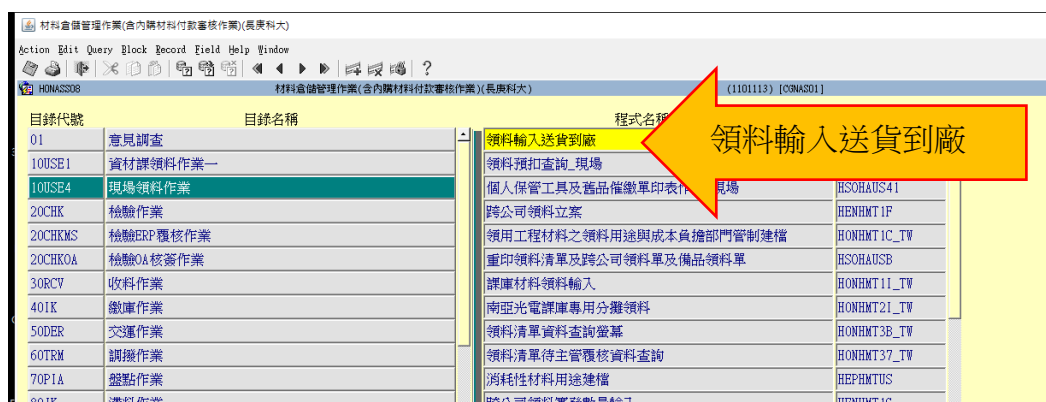 材料倉儲管理作業(含內購材料付款審核作業)(長庚科大)
Action Edit Query Block Record Field Help Window
HONASS08 材料倉儲管理作業(含內購材料付款審核作業)(長庚科大) (1101113) [CGNAS01]
目錄代號 目錄名稱 程式名稱
01 意見調查 領料輸入送貨到廠
領料輸入送貨到廠
10USE1 資材課領料作業一 領料預扣查詢_現場
10USE4 現場領料作業 個人保管工具及舊品催繳單印表作 現場 HSOHAUS41
20CHK 檢驗作業 跨公司領料立案 HENHMT1F
20CHKMS 檢驗ERP覆核作業 領用工程材料之領料用途與成本負擔部門管制建檔 HONHMT1C_TW
20CHKOA 檢驗OA核簽作業 重印領料清單及跨公司領料單及備品領料單 HSOHAUSB
30RCV 收料作業 課庫材料領料輸入 HONHMT1I_TW
40IK 繳庫作業 南亞光電課庫專用分攤領料 HONHMT2I_TW
50DER 交運作業 領料清單資料查詢螢幕 HONHMT3B_TW
60TRM 調撥作業 領料清單待主管覆核資料查詢 HONHMT37_TW
70PIA 盤點作業 消耗性材料用途建檔 HEPHMTUS